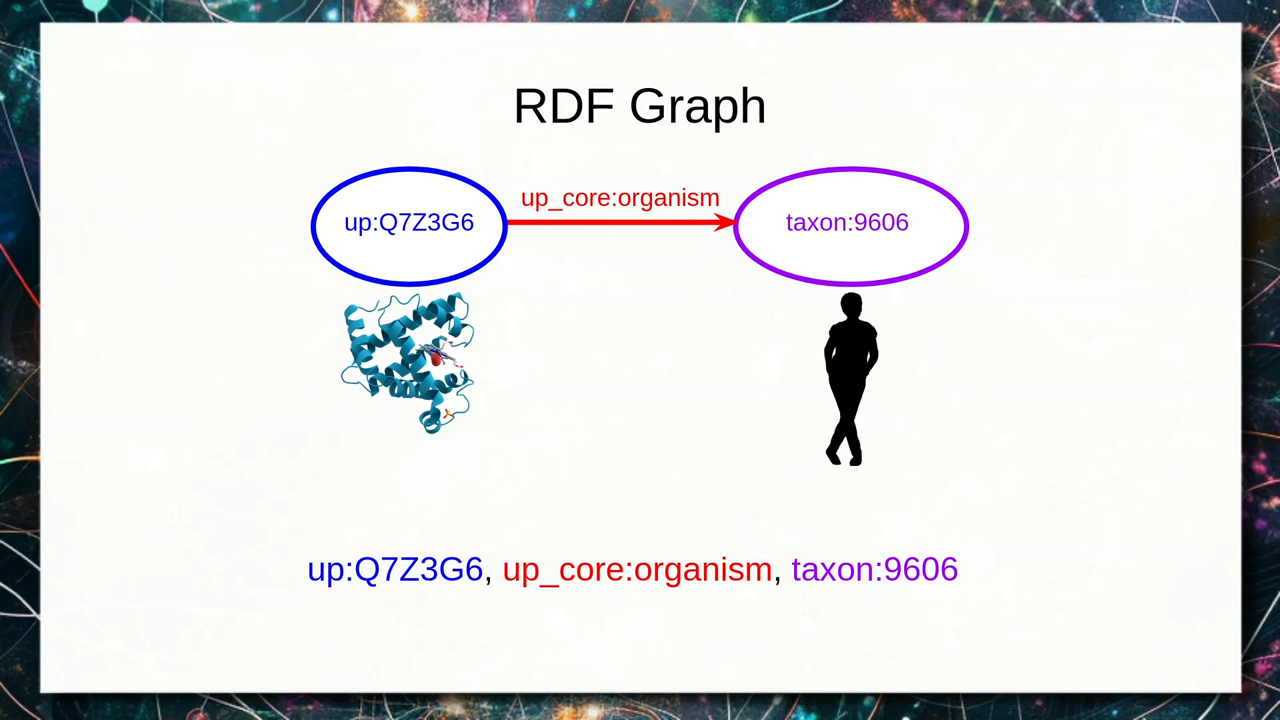 RDF Graph
up_core:organism
up:Q7Z3G6
taxon:9606
up:Q7Z3G6, up_core:organism, taxon:9606